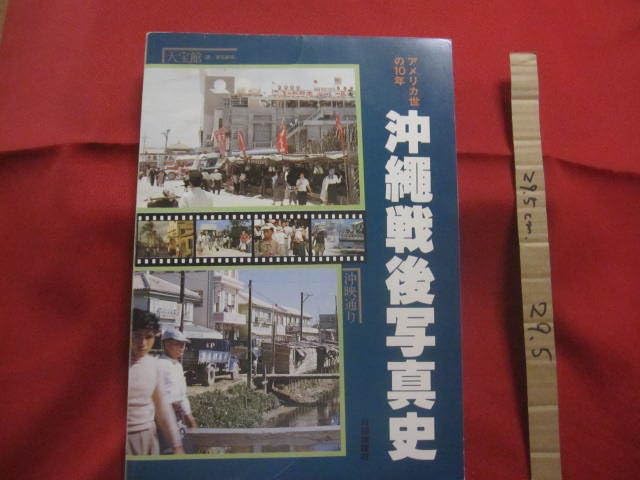 大宝館
アメリカ世
の10年
沖縄戦後写真史
沖映通り
29.5cm.
29.5